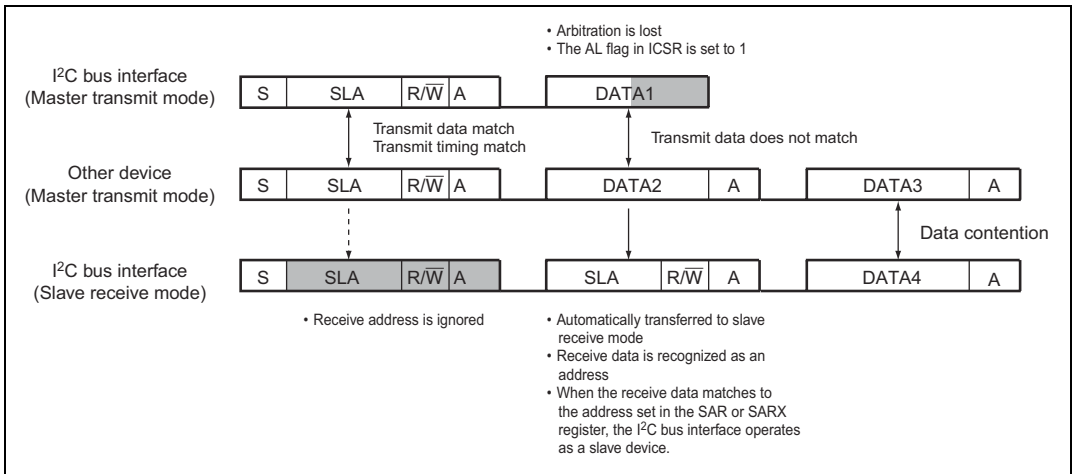 • Arbitration is lost
• The AL flag in ICSR is set to 1
I²C bus interface
(Master transmit mode)
S SLA R/W̅ A DATA1
Transmit data match
Transmit timing match
Transmit data does not match
Other device
(Master transmit mode)
S SLA R/W̅ A DATA2 A DATA3 A
Data contention
I²C bus interface
(Slave receive mode)
S SLA R/W̅ A SLA R/W̅ A DATA4 A
• Receive address is ignored
• Automatically transferred to slave
receive mode
• Receive data is recognized as an
address
• When the receive data matches to
the address set in the SAR or SARX
register, the I²C bus interface operates
as a slave device.